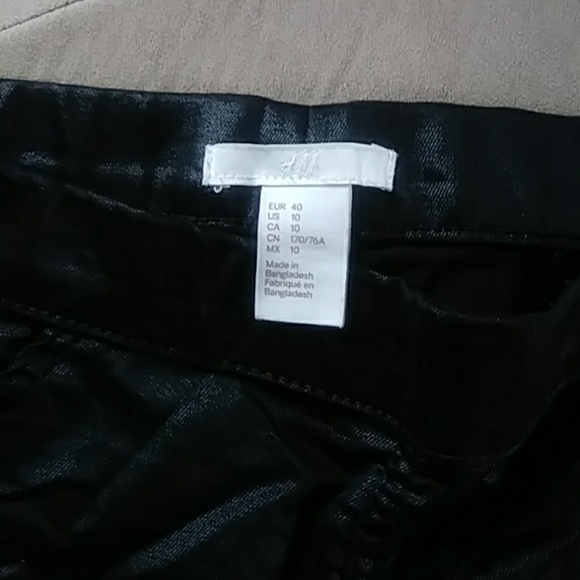 H&M
EUR 40
US 10
CA 10
CN 170/76A
MX 10
Made in
Bangladesh
Fabriqué en
Bangladesh